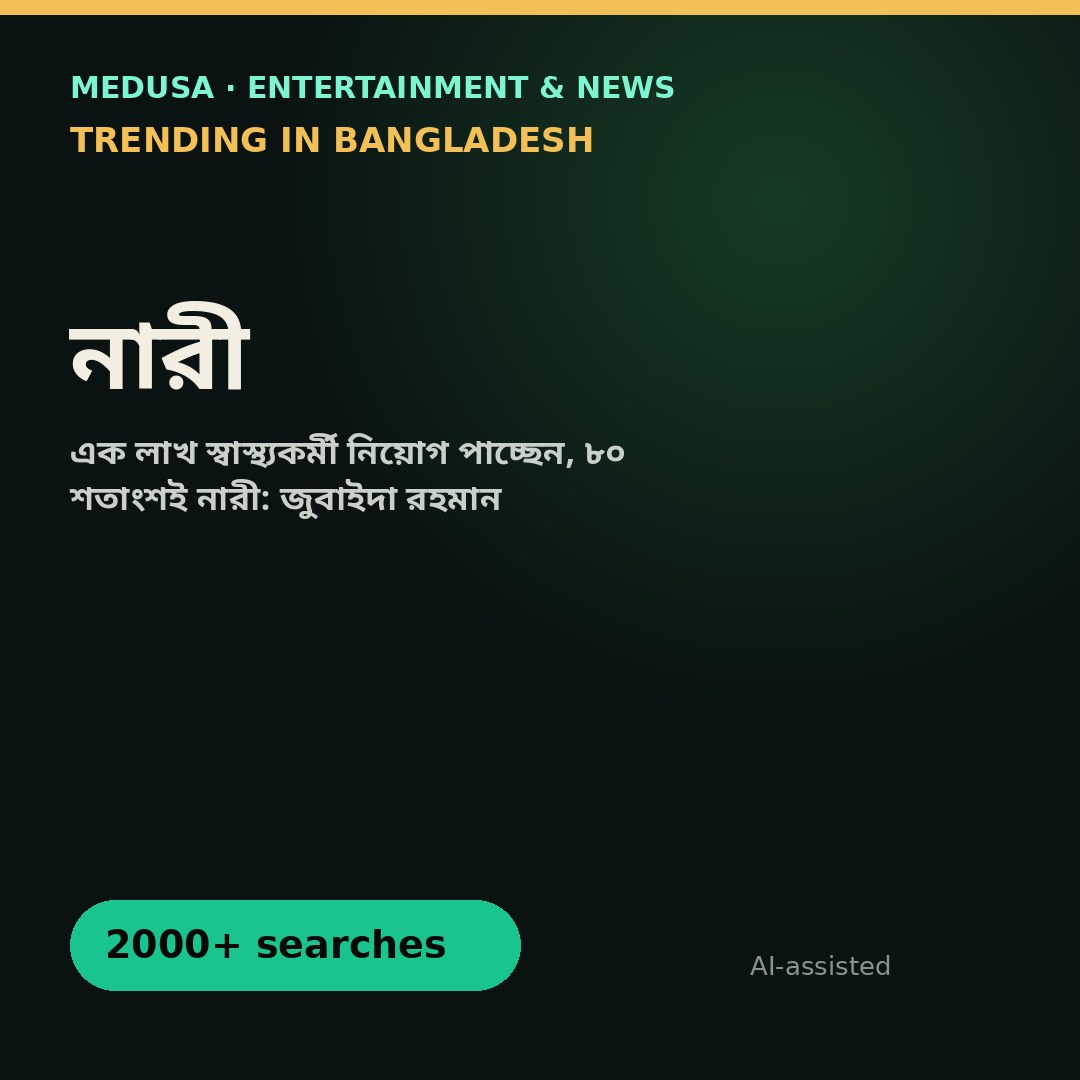 MEDUSA · ENTERTAINMENT & NEWS
TRENDING IN BANGLADESH
নারী
এক লাখ স্বাস্থ্যকর্মী নিয়োগ পাচ্ছেন, ৮০
শতাংশই নারী: জুবাইদা রহমান
2000+ searches
AI-assisted